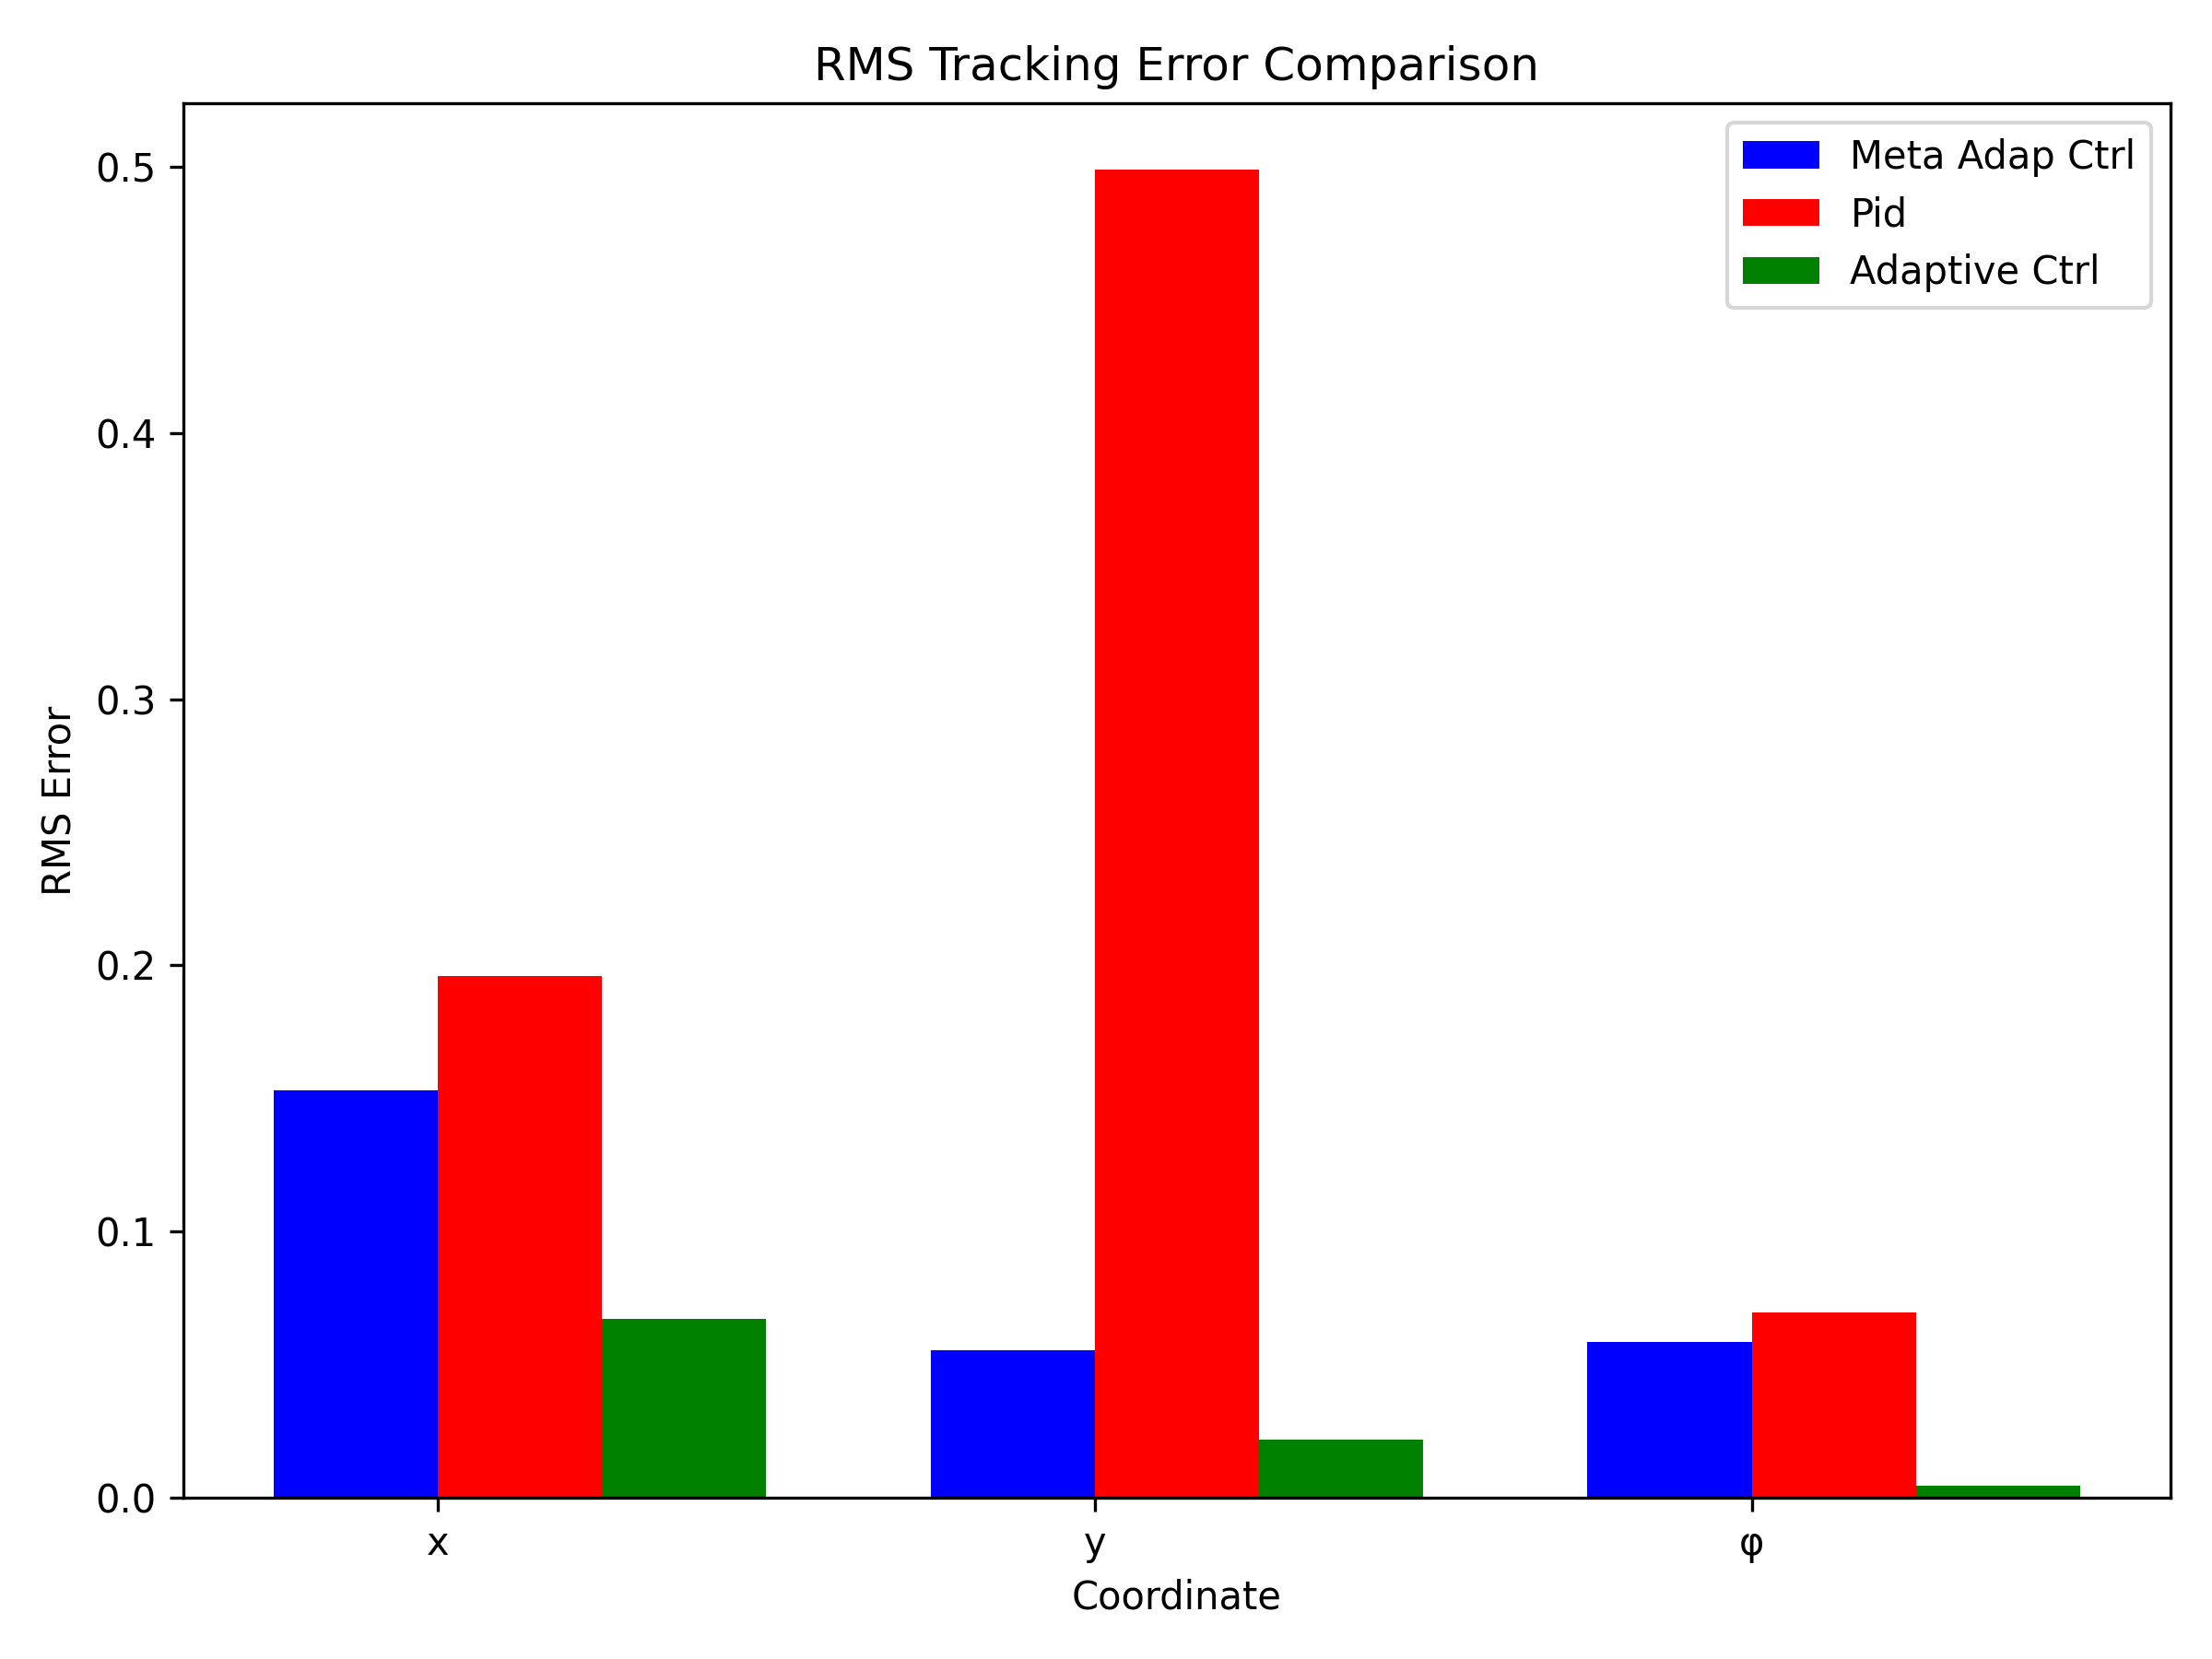 RMS Tracking Error Comparison
Meta Adap Ctrl
Pid
Adaptive Ctrl
RMS Error
0.5
0.4
0.3
0.2
0.1
0.0
x
y
φ
Coordinate